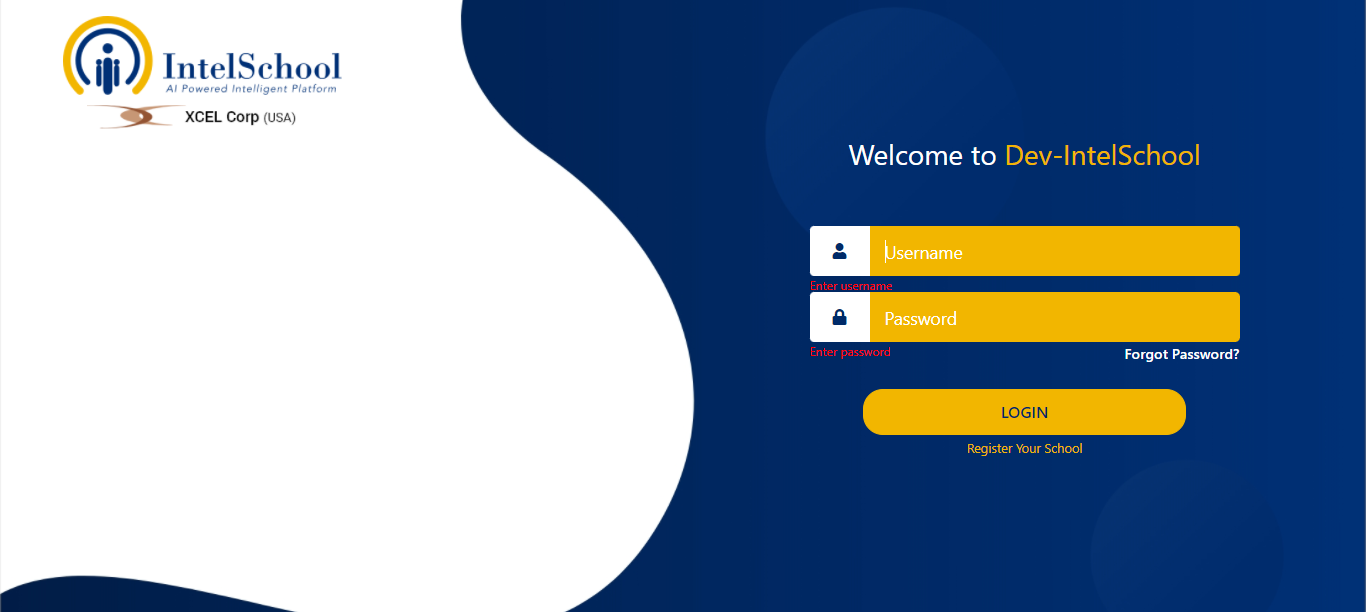 IntelSchool
AI Powered Intelligent Platform
XCEL Corp (USA)
Welcome to Dev-IntelSchool
Username
Enter username
Password
Enter password
Forgot Password?
LOGIN
Register Your School